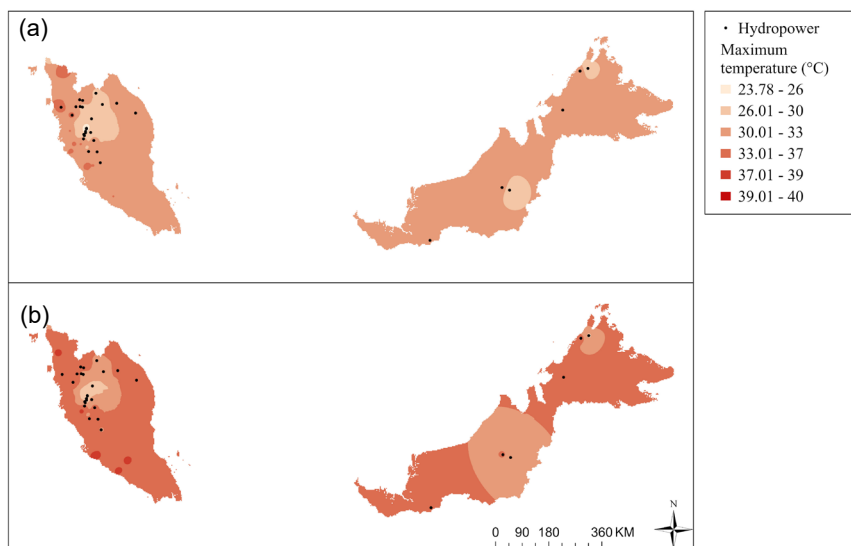 (a)
(b)
• Hydropower
Maximum
temperature (°C)
23.78 - 26
26.01 - 30
30.01 - 33
33.01 - 37
37.01 - 39
39.01 - 40
N
0 90 180 360 KM